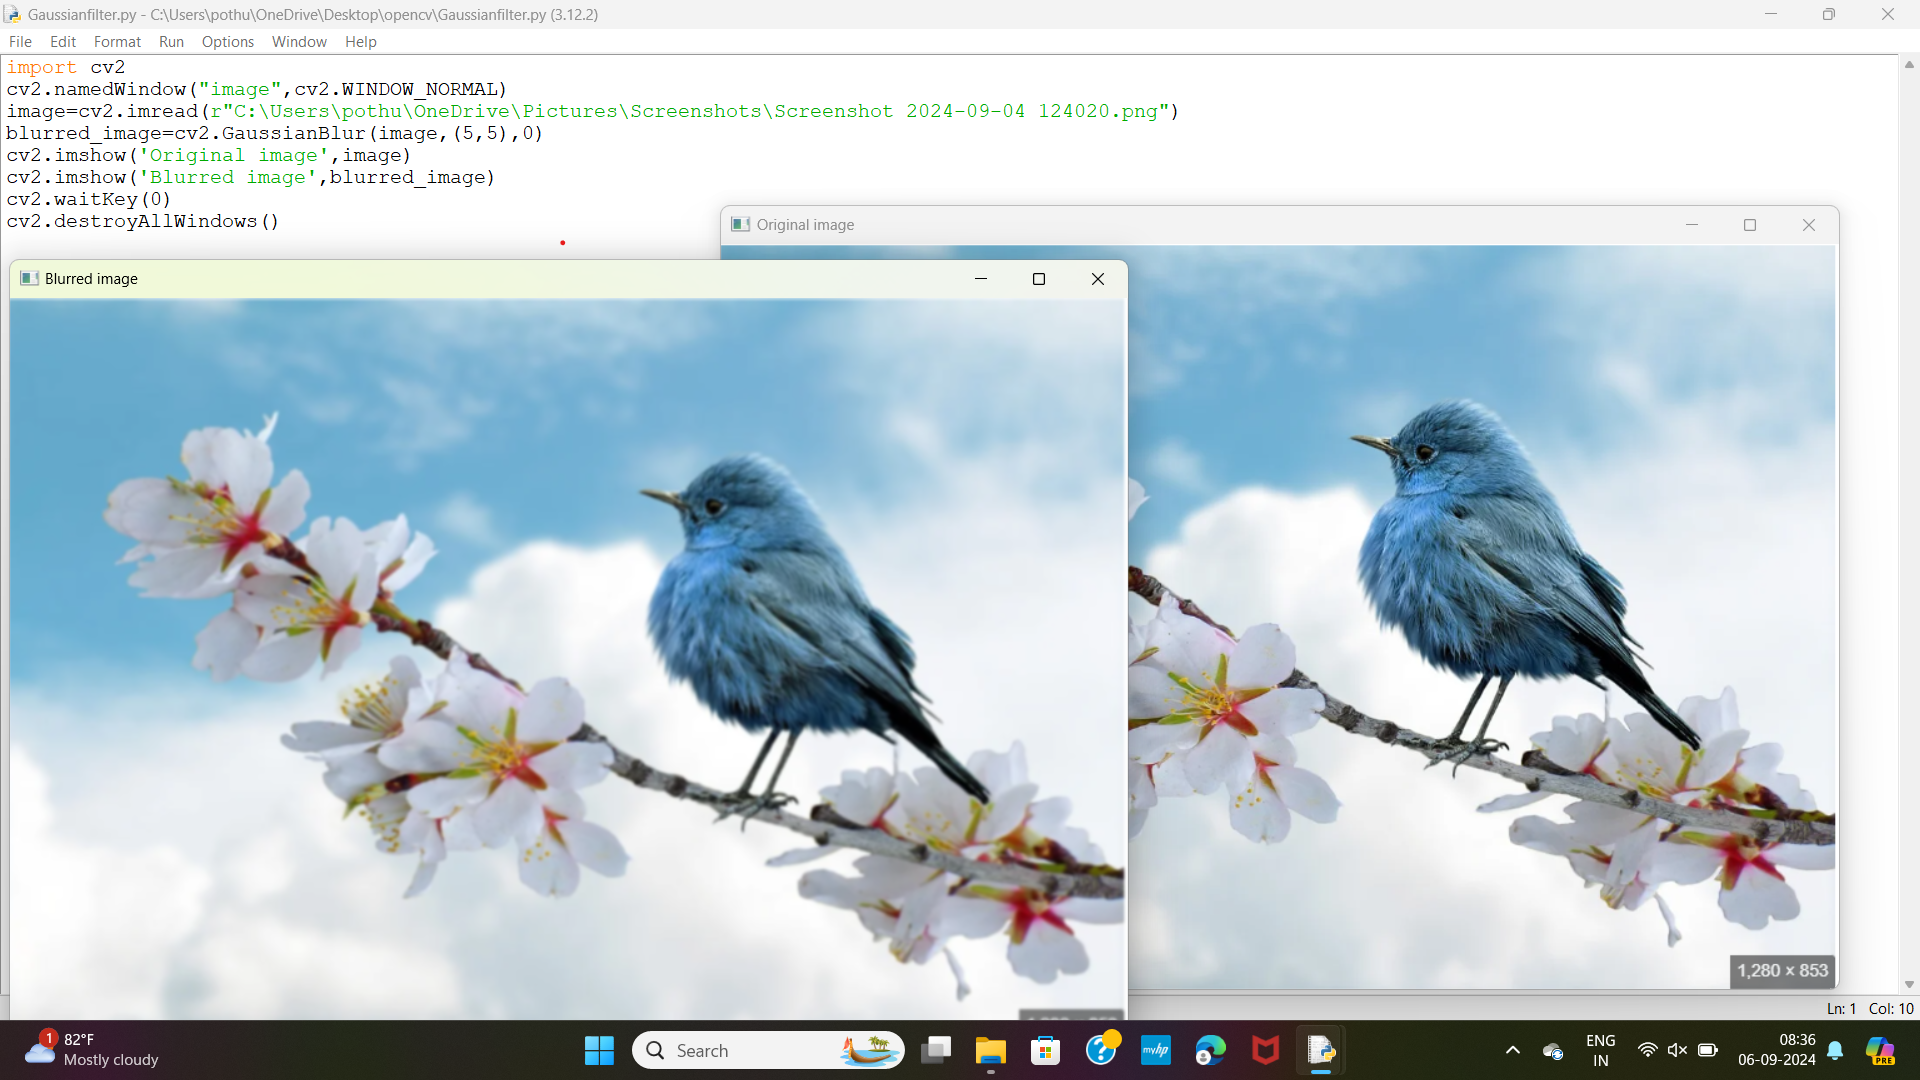 Gaussianfilter.py - C:\Users\pothu\OneDrive\Desktop\opencv\Gaussianfilter.py (3.12.2)
File Edit Format Run Options Window Help
import cv2
cv2.namedWindow("image",cv2.WINDOW_NORMAL)
image=cv2.imread(r"C:\Users\pothu\OneDrive\Pictures\Screenshots\Screenshot 2024-09-04 124020.png")
blurred_image=cv2.GaussianBlur(image,(5,5),0)
cv2.imshow('Original image',image)
cv2.imshow('Blurred image',blurred_image)
cv2.waitKey(0)
cv2.destroyAllWindows()
Original image
Blurred image
1,280 × 853
Ln: 1 Col: 10
1
82°F
Mostly cloudy
Search
myhp
ENG
IN
08:36
06-09-2024
PRE